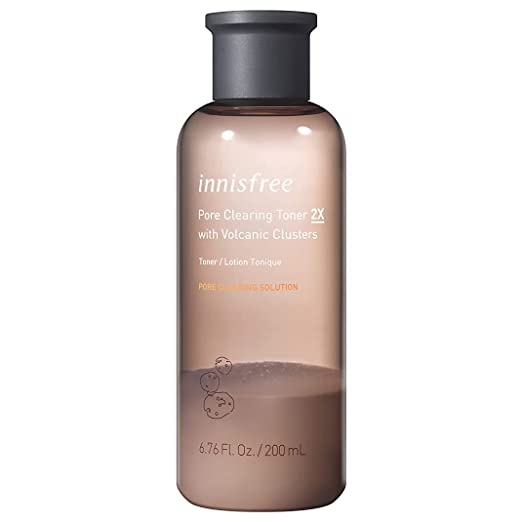 innisfree
Pore Clearing Toner 2X
with Volcanic Clusters
Toner / Lotion Tonique
PORE CLEARING SOLUTION
6.76 Fl. Oz. / 200 mL